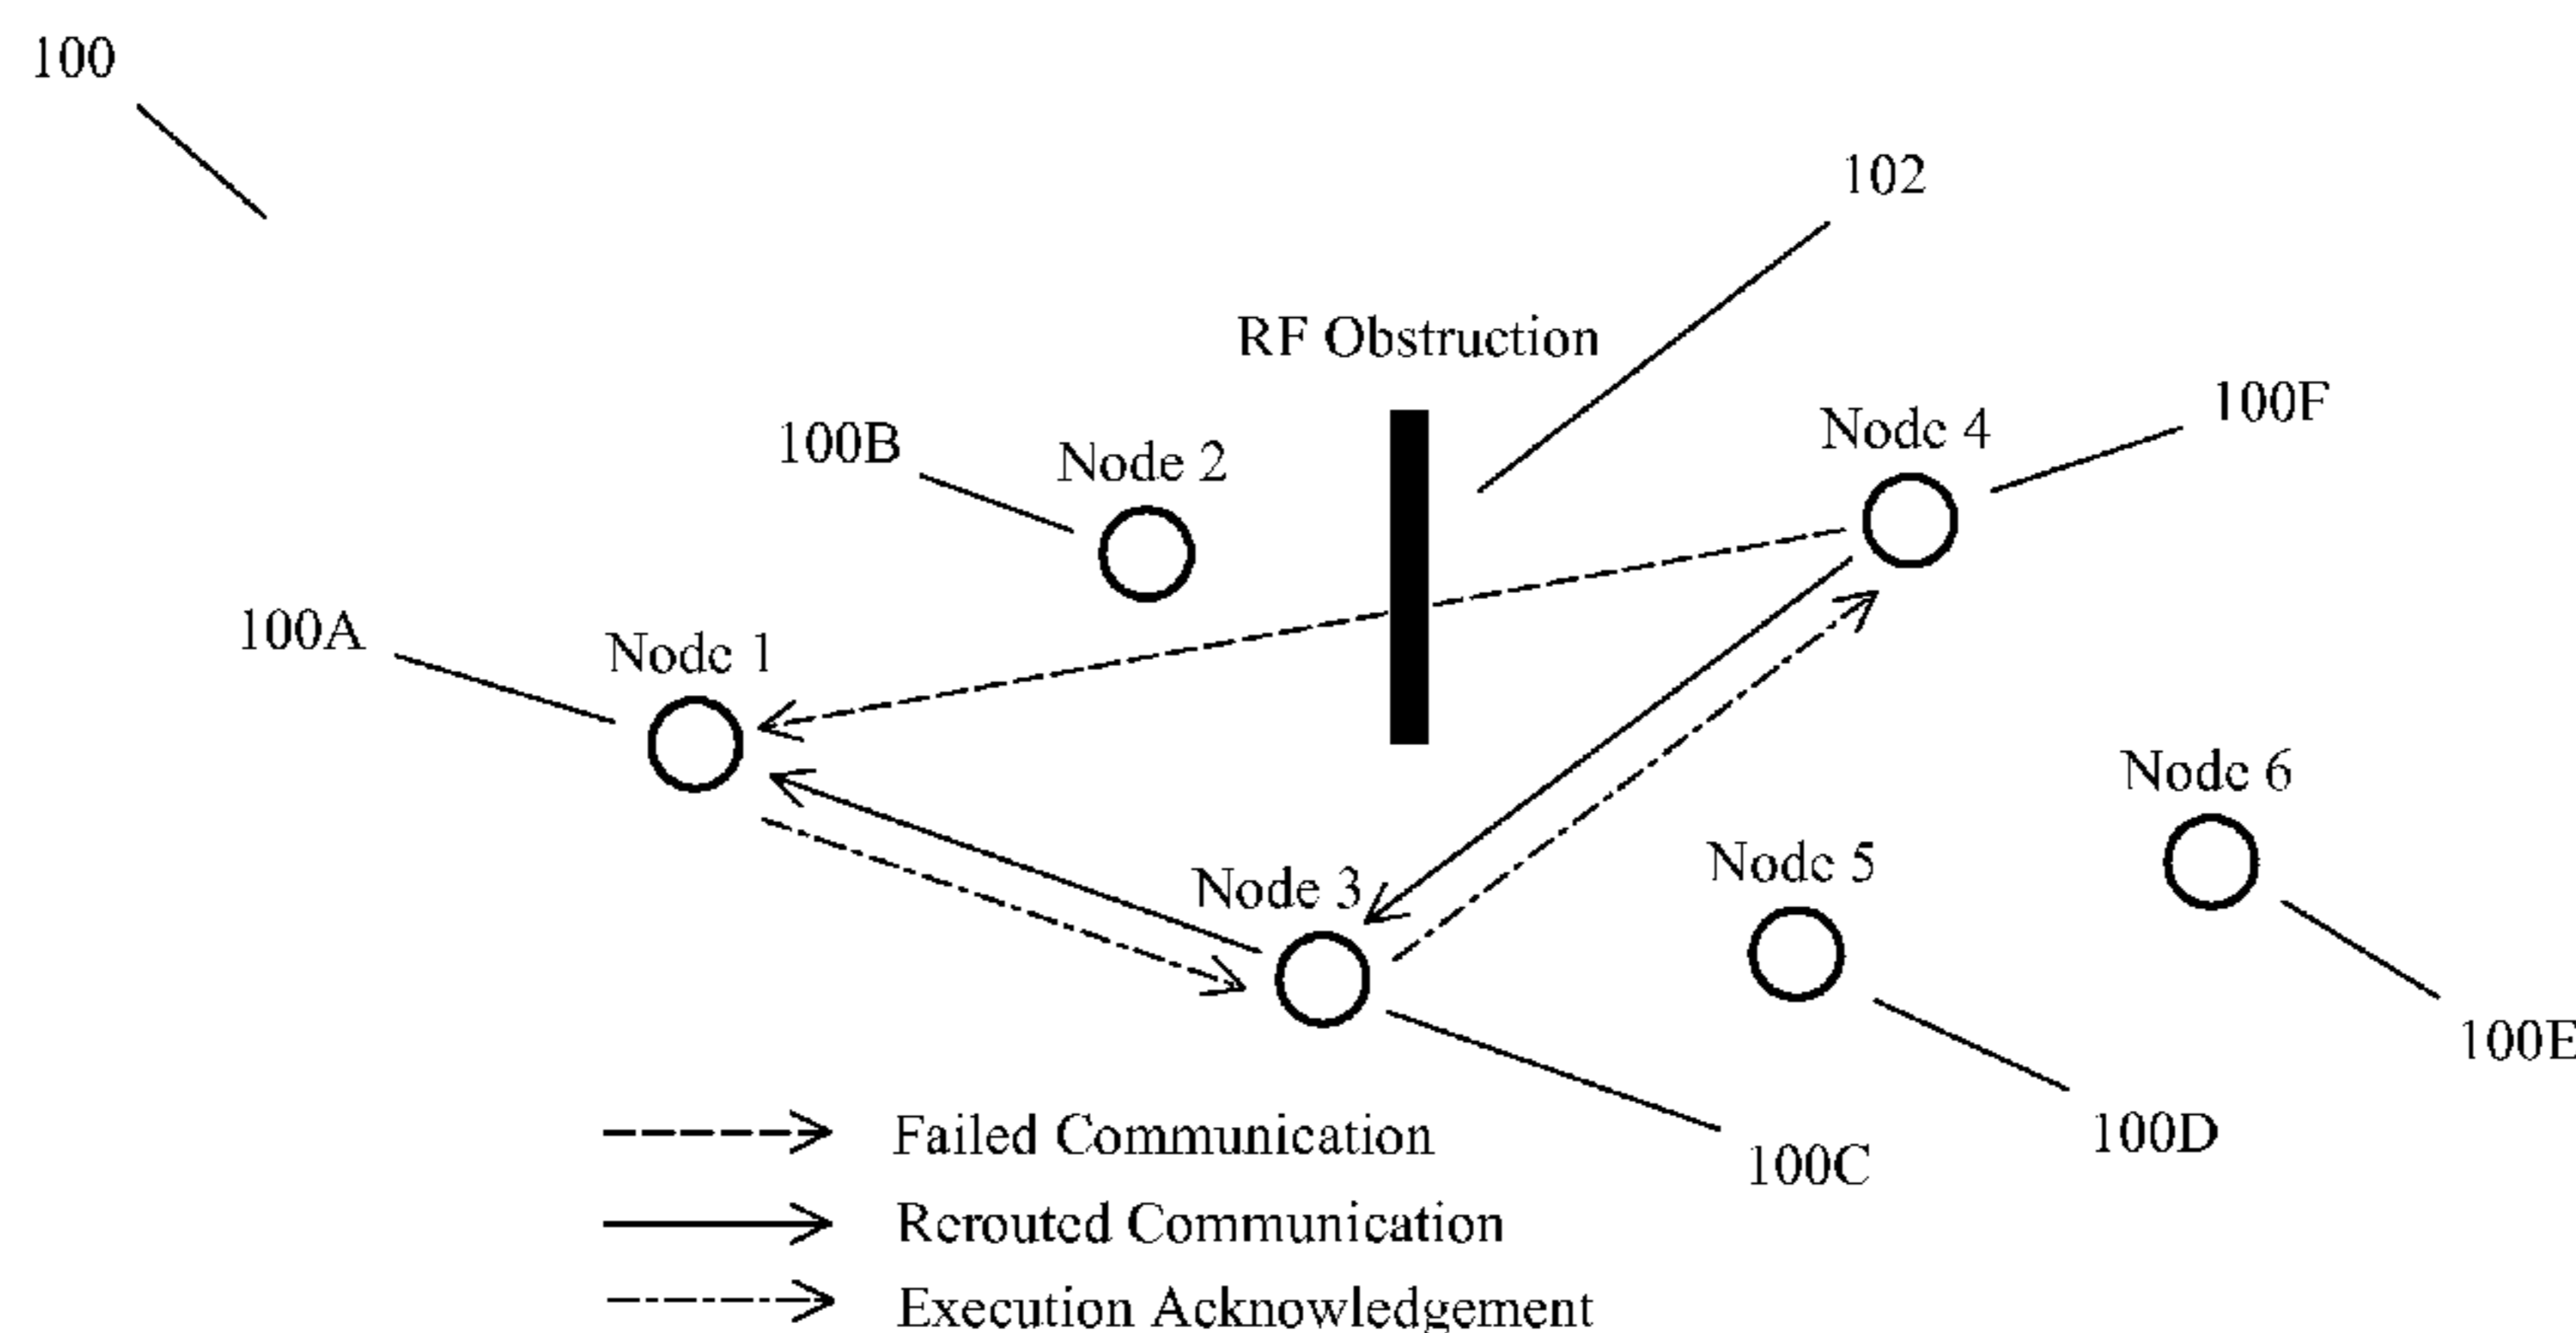 100
102
RF Obstruction
100F
Node 4
100B
Node 2
100A
Node 1
Node 6
Node 5
Node 3
100E
100D
100C
Failed Communication
Rerouted Communication
Execution Acknowledgement